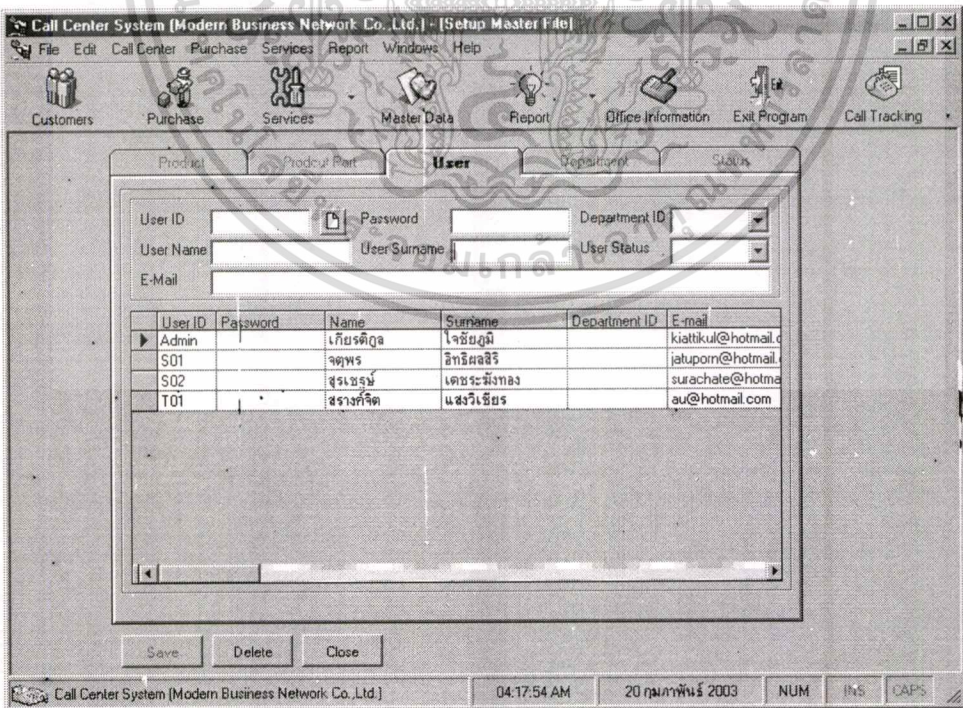 Call Center System [Modern Business Network Co.,Ltd.] - [Setup Master File]
File Edit Call Center Purchase Services Report Windows Help
Customers Purchase Services Master Data Report Office Information Exit Program Call Tracking
Product Prodcut Part User Department Status
User ID Password Department ID
User Name User Surname User Status
E-Mail
User ID Password Name Surname Department ID E-mail
Admin เกียรติกูล ใจชัยภูมิ kiattikul@hotmail.c
S01 จตุพร อิทธิผลสิริ jatuporn@hotmail.
S02 สุรเชรษฐ์ เตชระฆังทอง surachate@hotma
T01 สรางค์จิต แสงวิเชียร au@hotmail.com
Save Delete Close
Call Center System [Modern Business Network Co.,Ltd.] 04:17:54 AM 20 กุมภาพันธ์ 2003 NUM INS CAPS